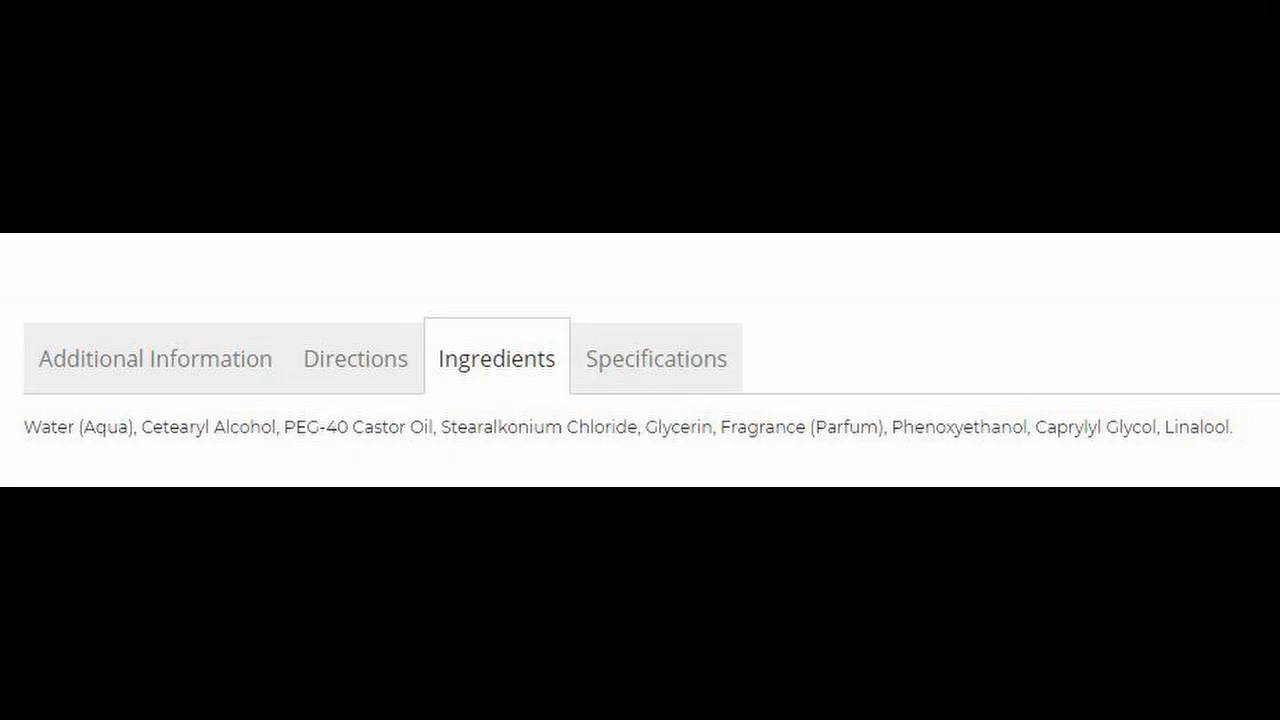 Additional Information Directions Ingredients Specifications
Water (Aqua), Cetearyl Alcohol, PEG-40 Castor Oil, Stearalkonium Chloride, Glycerin, Fragrance (Parfum), Phenoxyethanol, Caprylyl Glycol, Linalool.